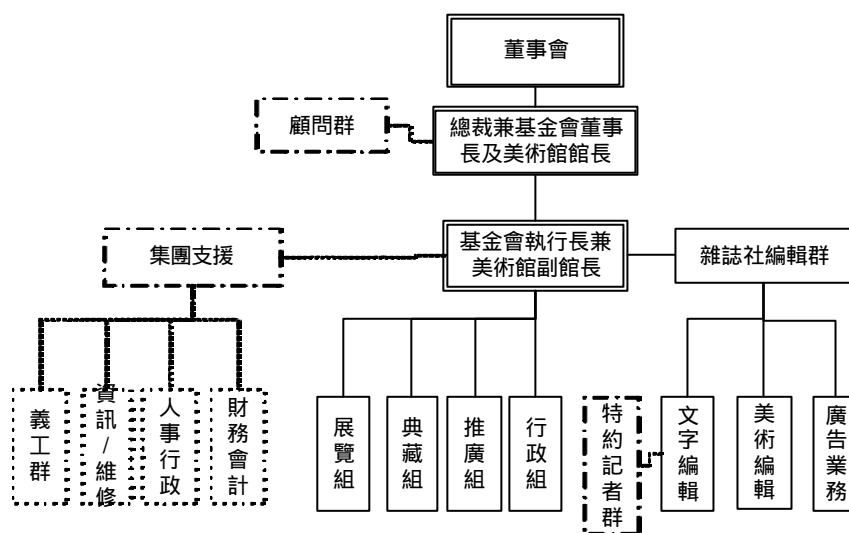 董事會
顧問群
總裁兼基金會董事
長及美術館館長
集團支援
基金會執行長兼
美術館副館長
雜誌社編輯群
義工群
資訊/維修
人事行政
財務會計
展覽組
典藏組
推廣組
行政組
特約記者群
文字編輯
美術編輯
廣告業務